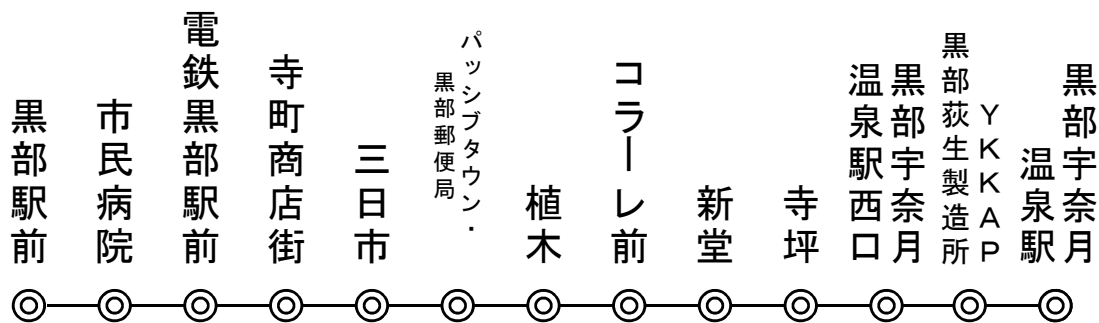 黒部駅前
市民病院
電鉄黒部駅前
寺町商店街
三日市
パッシブタウン・
黒部郵便局
植木
コラーレ前
新堂
寺坪
黒部宇奈月
温泉駅西口
ＹＫＫＡＰ
黒部荻生製造所
黒部宇奈月
温泉駅